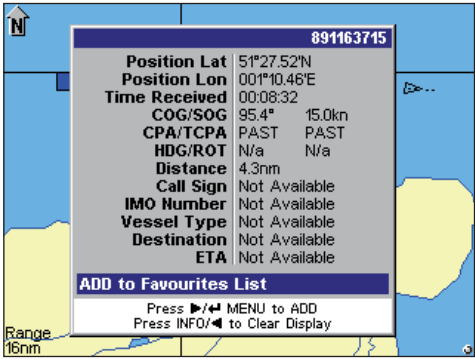 N
891163715
Position Lat 51°27.52'N
Position Lon 001°10.46'E
Time Received 00:08:32
COG/SOG 95.4° 15.0kn
CPA/TCPA PAST PAST
HDG/ROT N/a N/a
Distance 4.3nm
Call Sign Not Available
IMO Number Not Available
Vessel Type Not Available
Destination Not Available
ETA Not Available
ADD to Favourites List
Press ▶/↵ MENU to ADD
Press INFO/◀ to Clear Display
Range
16nm